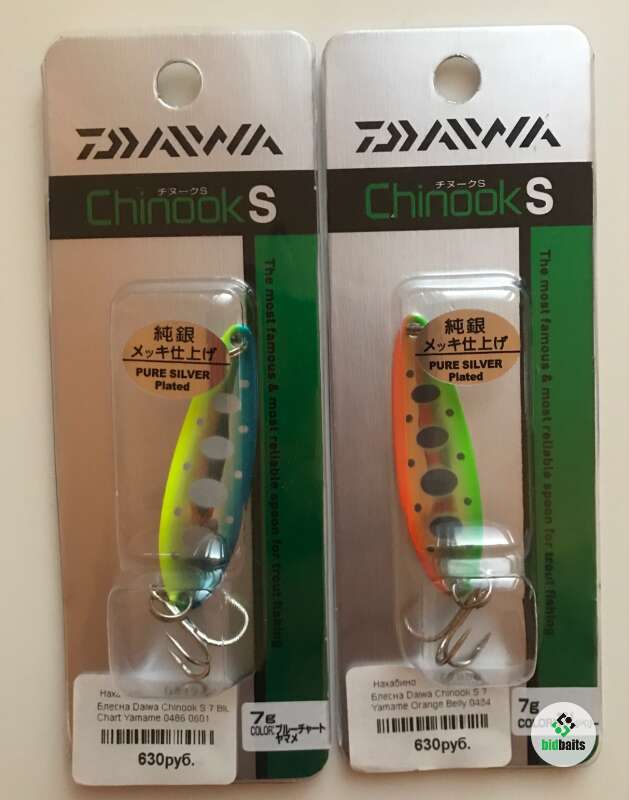 DAIWA
チヌークS
Chinook S
The most famous & most reliable spoon for trout fishing
純銀
メッキ仕上げ
PURE SILVER
Plated
Блесна Daiwa Chinook S 7
Chart Yamame 0486 0601
630руб.
7g
COLOR:ブルーチャート
ヤマメ
DAIWA
チヌークS
Chinook S
The most famous & most reliable spoon for trout fishing
純銀
メッキ仕上げ
PURE SILVER
Plated
Нахабино
Блесна Daiwa Chinook S 7
Yamame Orange Belly 0484
630руб.
7g
bidbaits